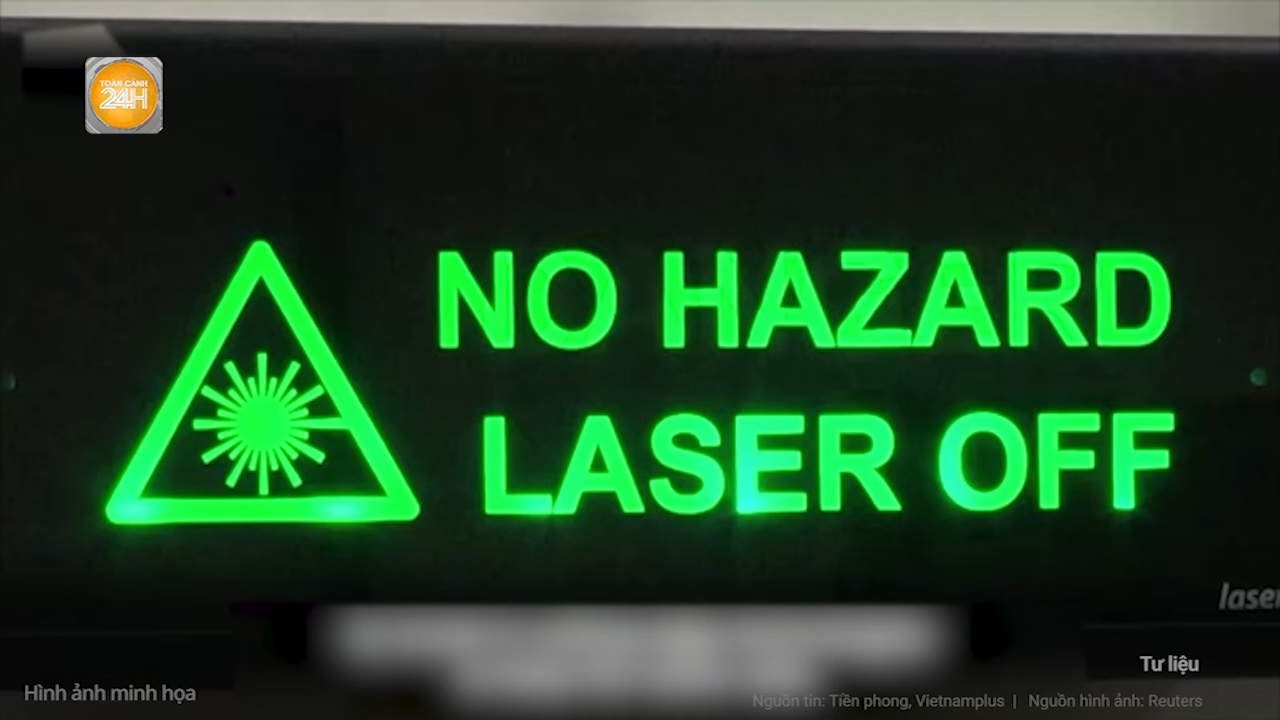 TOÀN CẢNH
24H
NO HAZARD
LASER OFF
laser
Tư liệu
Hình ảnh minh họa
Nguồn tin: Tiền phong, Vietnamplus | Nguồn hình ảnh: Reuters